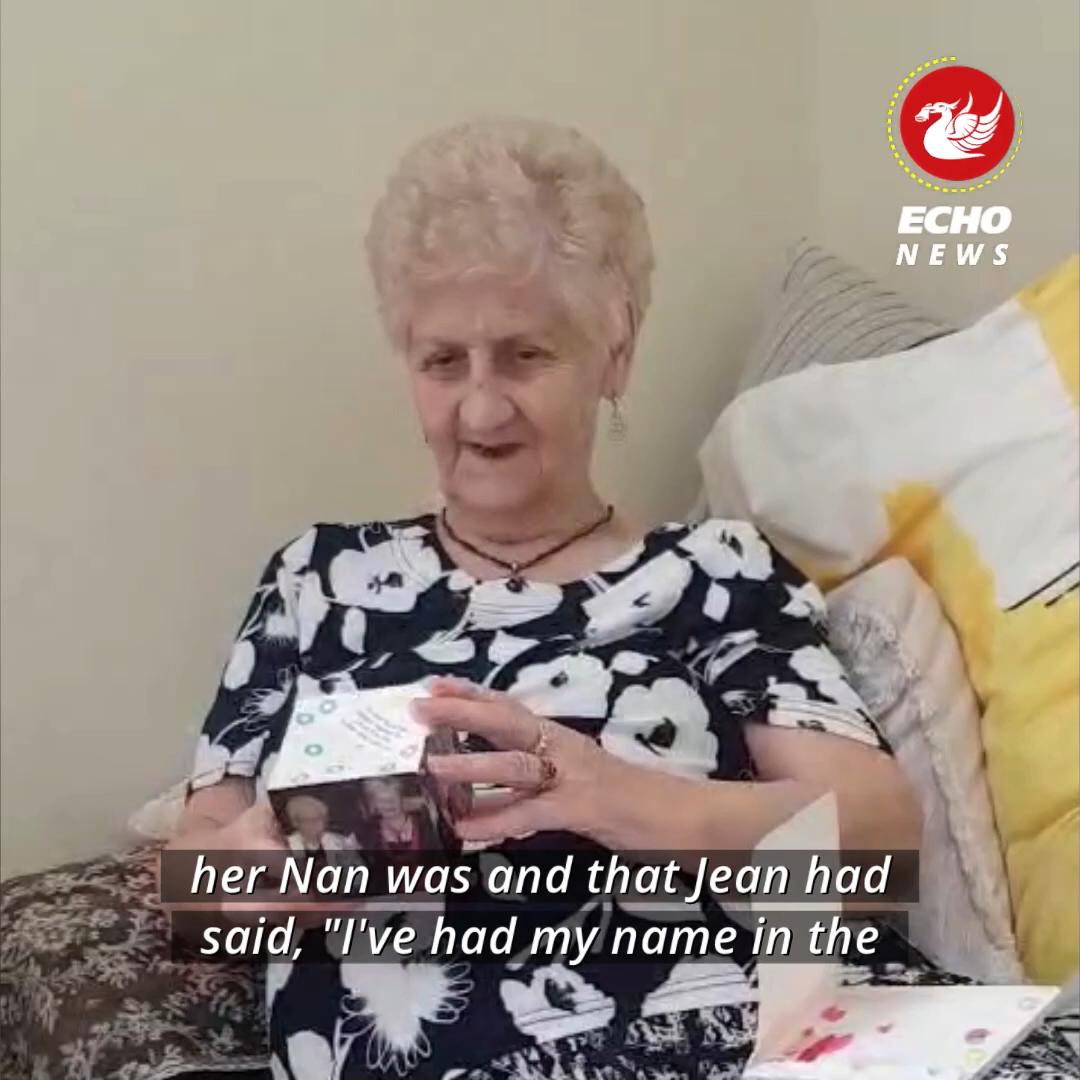 ECHO
NEWS
her Nan was and that Jean had
said, "I've had my name in the